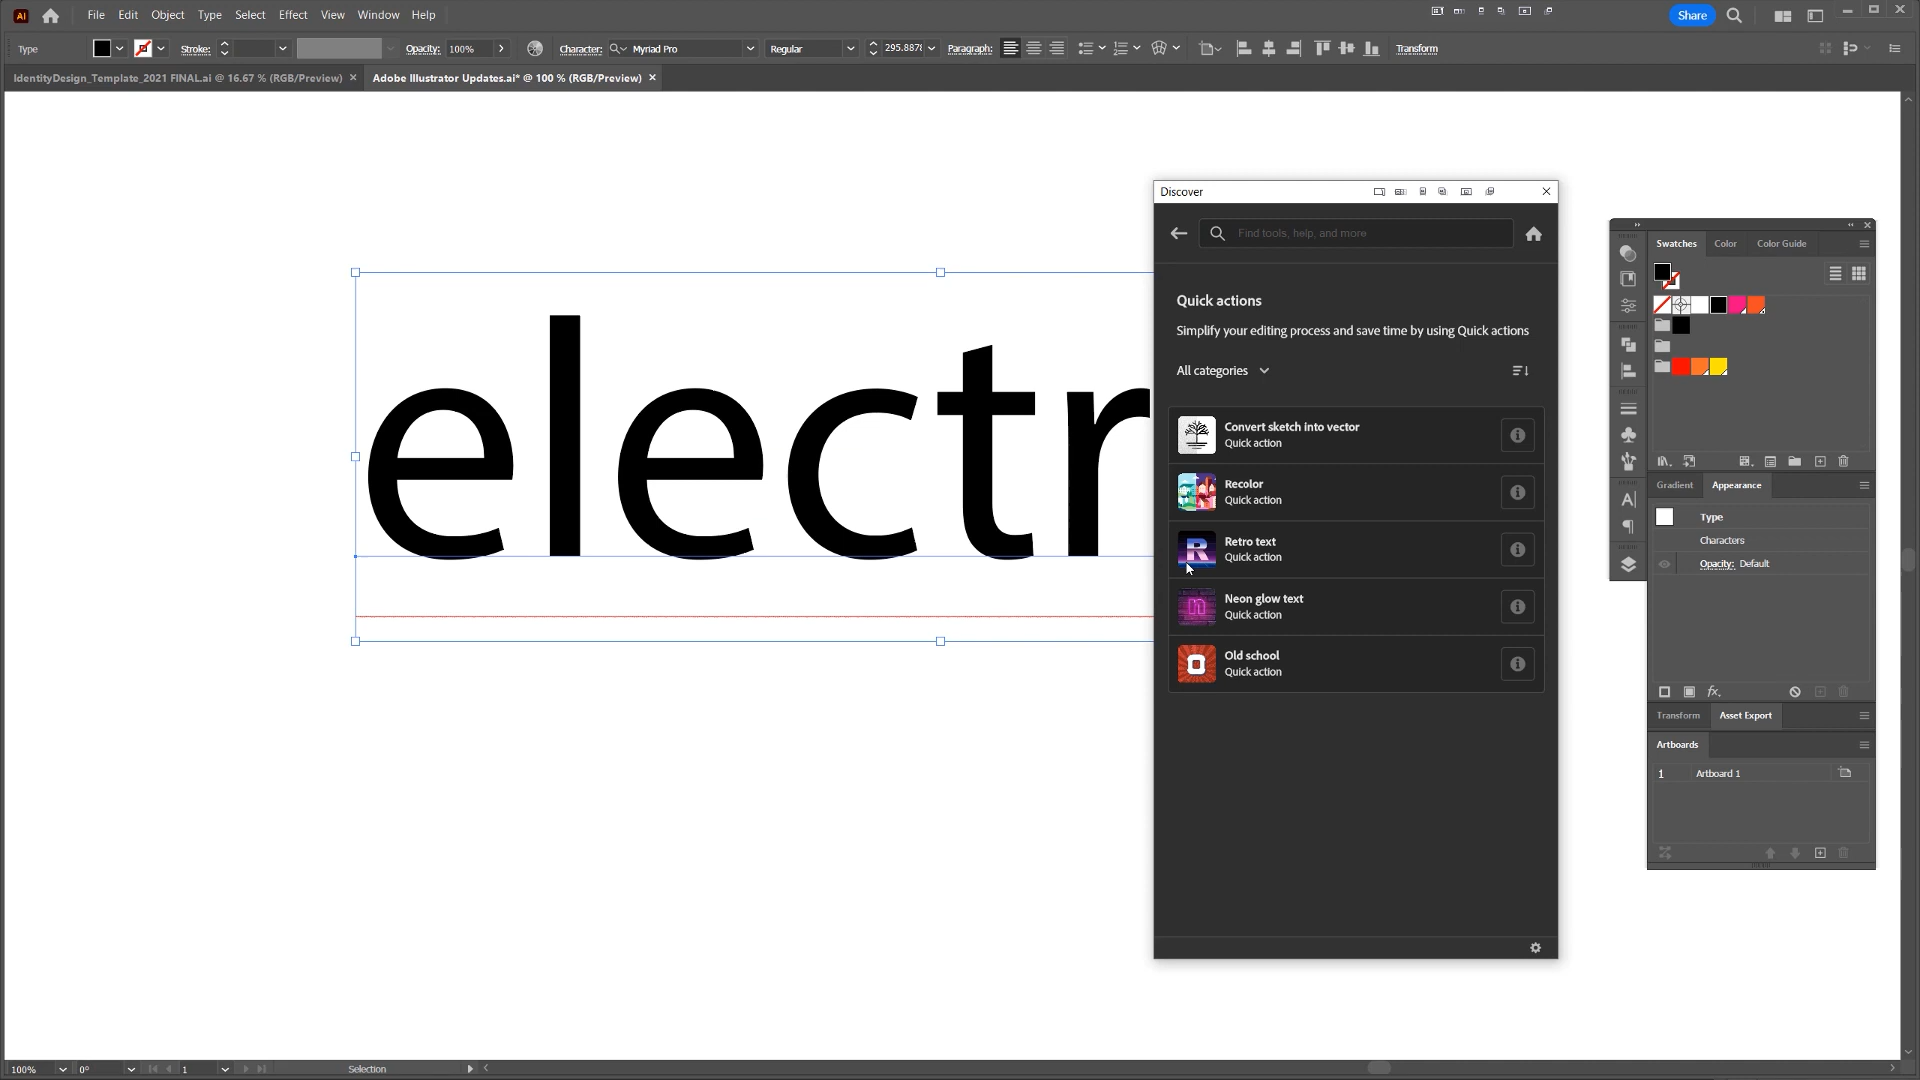 Ai File Edit Object Type Select Effect View Window Help Share
Type Stroke: Opacity: 100% Character: Myriad Pro Regular 295.8878 Paragraph: Transform
IdentityDesign_Template_2021 FINAL.ai @ 16.67 % (RGB/Preview) Adobe Illustrator Updates.ai* @ 100 % (RGB/Preview)
electr
Discover
Find tools, help, and more
Quick actions
Simplify your editing process and save time by using Quick actions
All categories
Convert sketch into vector
Quick action
Recolor
Quick action
R
Retro text
Quick action
n
Neon glow text
Quick action
O
Old school
Quick action
Swatches Color Color Guide
Gradient Appearance
Type
Characters
Opacity: Default
fx.
Transform Asset Export
Artboards
1 Artboard 1
100% 0° 1 Selection